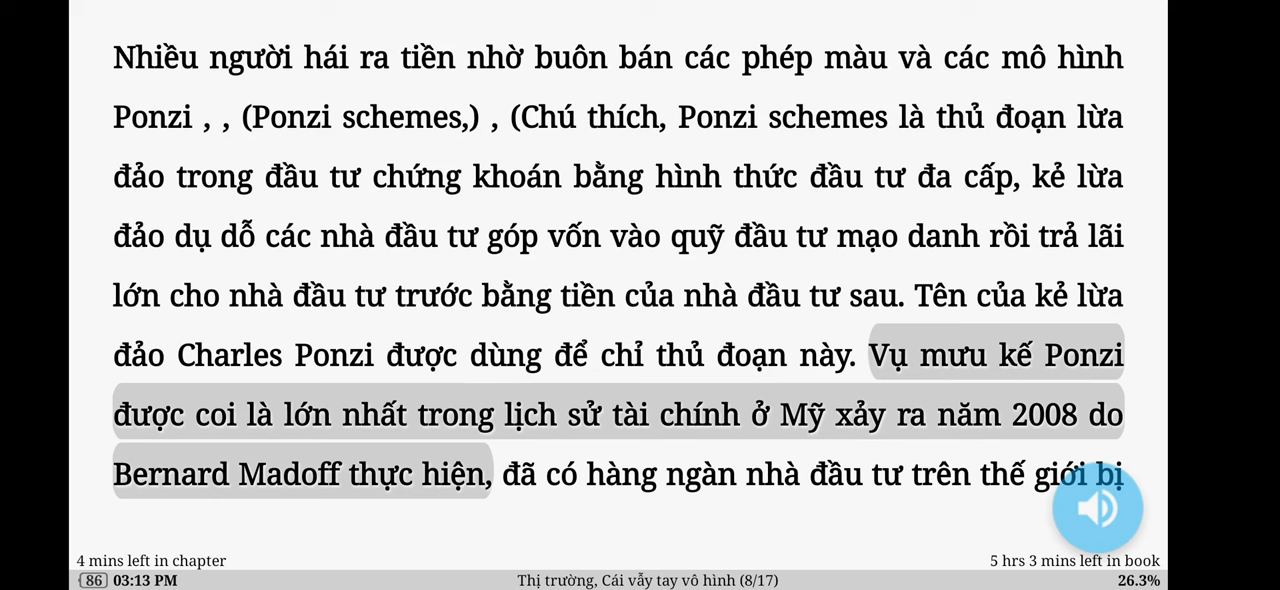 Nhiều người hái ra tiền nhờ buôn bán các phép màu và các mô hình
Ponzi , , (Ponzi schemes,) , (Chú thích, Ponzi schemes là thủ đoạn lừa
đảo trong đầu tư chứng khoán bằng hình thức đầu tư đa cấp, kẻ lừa
đảo dụ dỗ các nhà đầu tư góp vốn vào quỹ đầu tư mạo danh rồi trả lãi
lớn cho nhà đầu tư trước bằng tiền của nhà đầu tư sau. Tên của kẻ lừa
đảo Charles Ponzi được dùng để chỉ thủ đoạn này. Vụ mưu kế Ponzi
được coi là lớn nhất trong lịch sử tài chính ở Mỹ xảy ra năm 2008 do
Bernard Madoff thực hiện, đã có hàng ngàn nhà đầu tư trên thế giới bị
4 mins left in chapter
5 hrs 3 mins left in book
86 03:13 PM
Thị trường, Cái vẫy tay vô hình (8/17)
26.3%